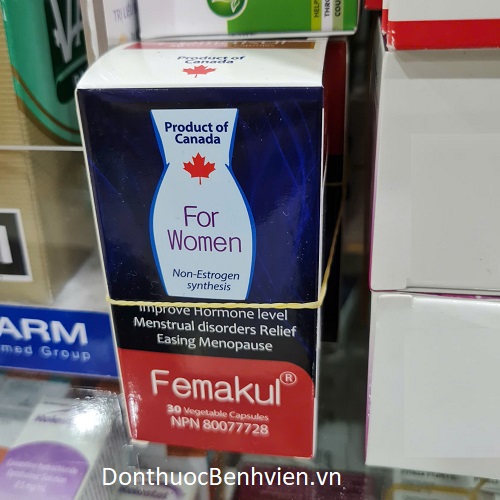 Product of
Canada
Product of
Canada
For
Women
Non-Estrogen
synthesis
Improve Hormone level
Menstrual disorders Relief
Easing Menopause
Femakul®
30 Vegetable Capsules
NPN 80077728
ARM
med Group
DonthuocBenhvien.vn